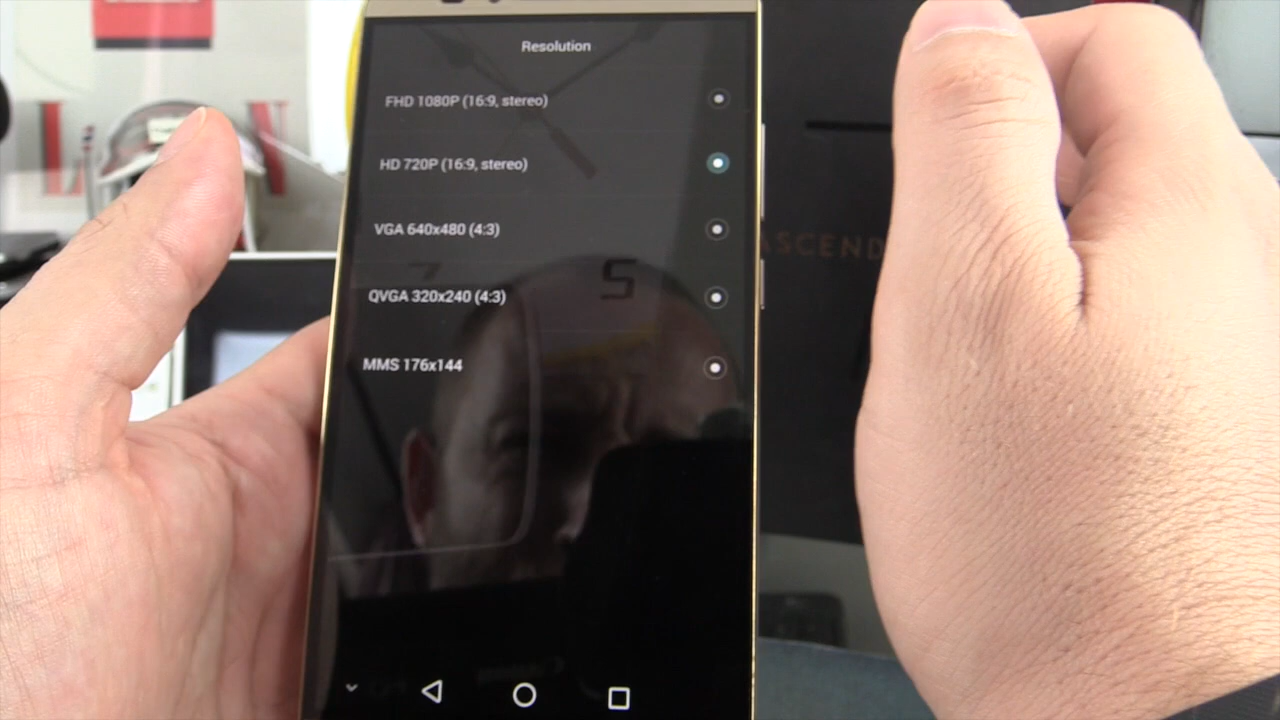 Resolution
FHD 1080P (16:9, stereo)
HD 720P (16:9, stereo)
VGA 640x480 (4:3)
ASCEND
QVGA 320x240 (4:3)
5
MMS 176x144